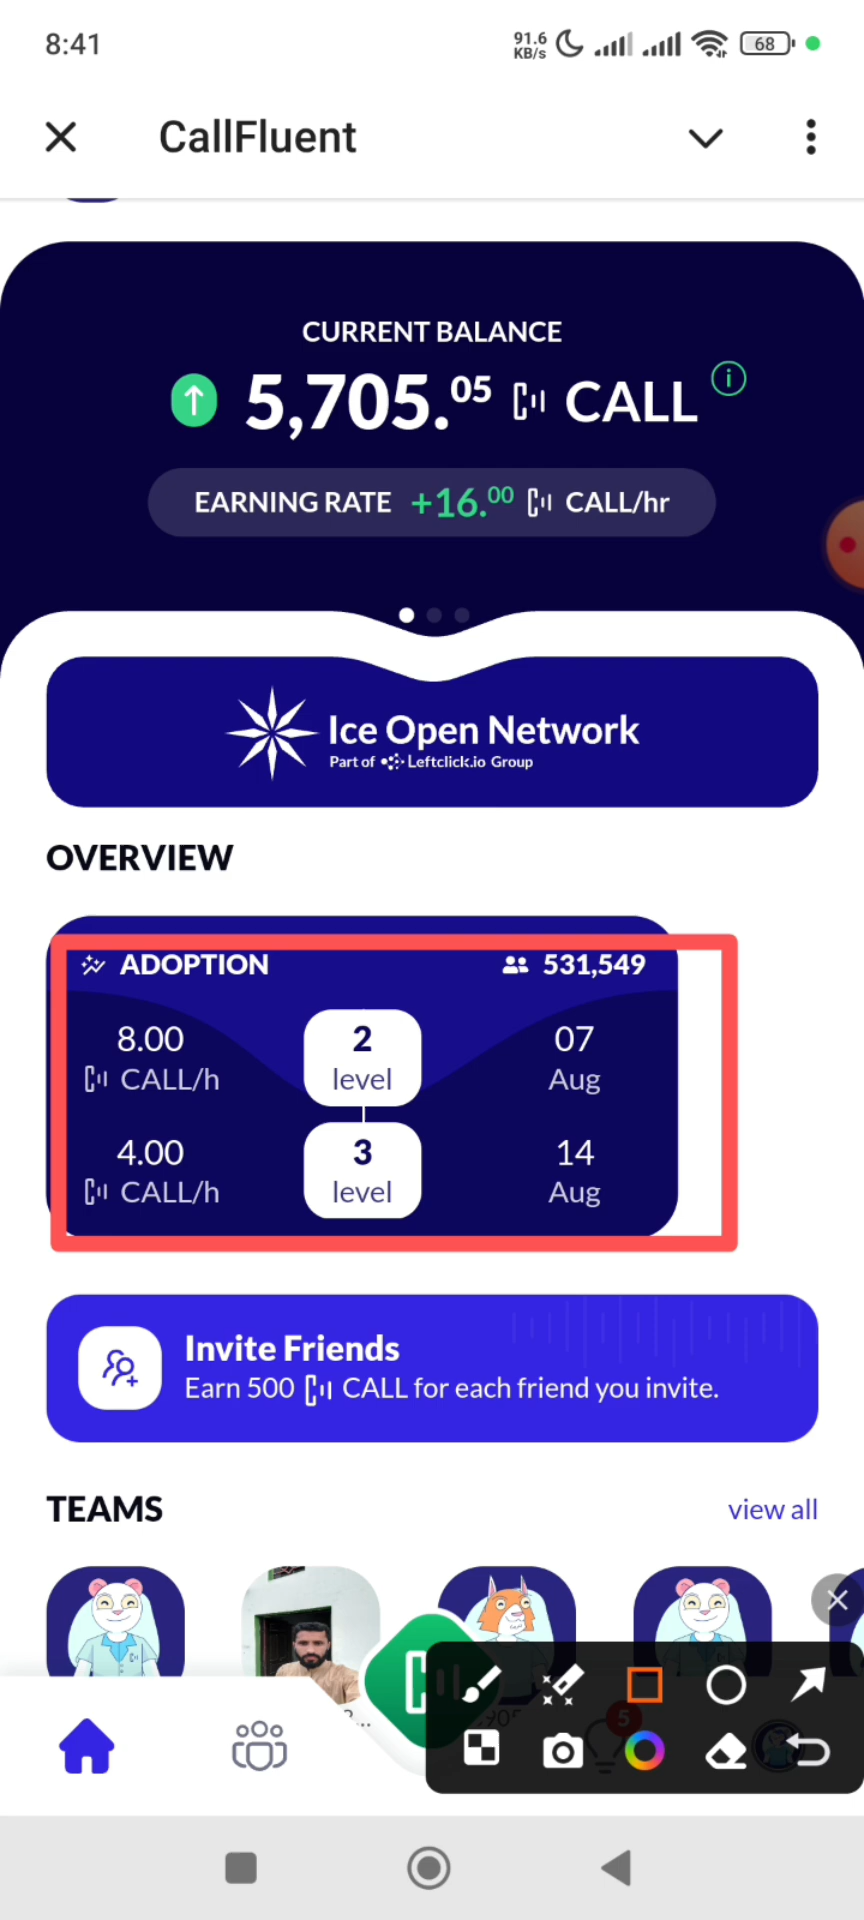 8:41
91.6
KB/s
68
CallFluent
CURRENT BALANCE
5,705.05 CALL
EARNING RATE +16.00 CALL/hr
Ice Open Network
Part of Leftclick.io Group
OVERVIEW
ADOPTION 531,549
8.00 2 07
CALL/h level Aug
4.00 3 14
CALL/h level Aug
Invite Friends
Earn 500 CALL for each friend you invite.
TEAMS view all
5